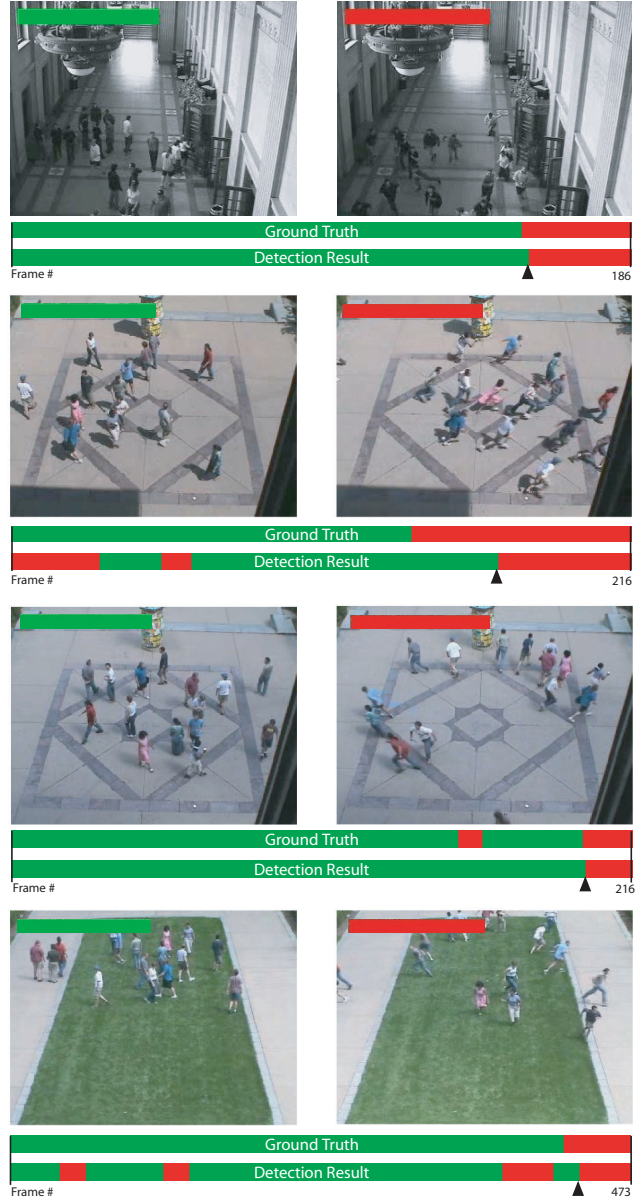 Ground Truth
Detection Result
Frame #
186
Ground Truth
Detection Result
Frame #
216
Ground Truth
Detection Result
Frame #
216
Ground Truth
Detection Result
Frame #
473